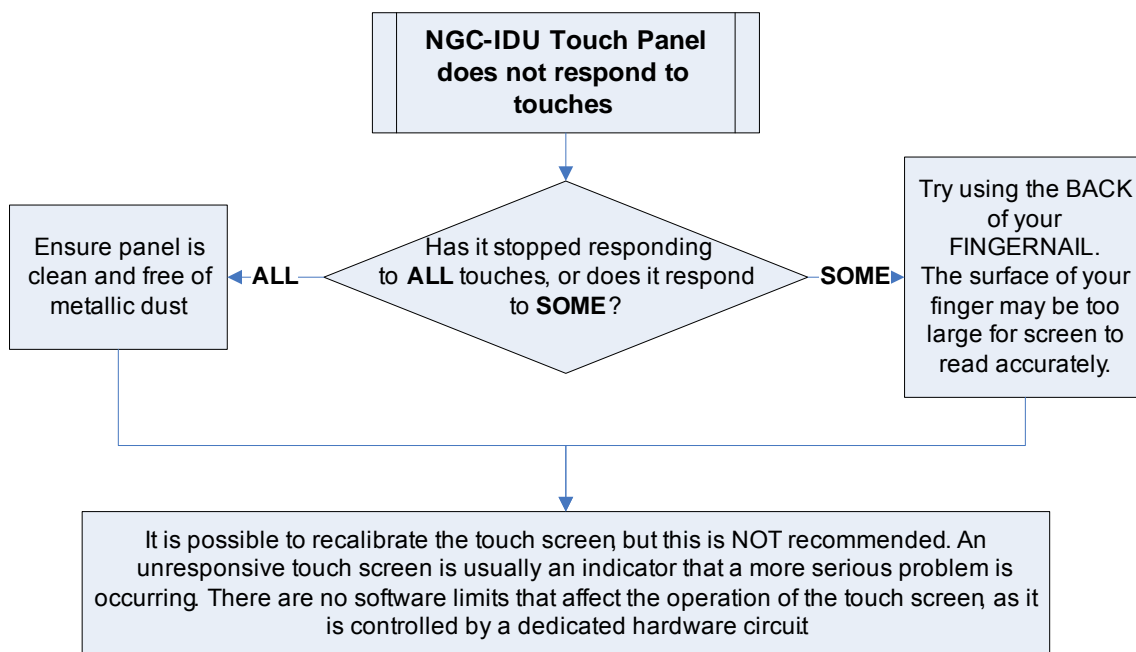 NGC-IDU Touch Panel
does not respond to
touches
Ensure panel is
clean and free of
metallic dust
ALL
Has it stopped responding
to ALL touches, or does it respond
to SOME?
SOME
Try using the BACK
of your
FINGERNAIL.
The surface of your
finger may be too
large for screen to
read accurately.
It is possible to recalibrate the touch screen, but this is NOT recommended. An
unresponsive touch screen is usually an indicator that a more serious problem is
occurring. There are no software limits that affect the operation of the touch screen, as it
is controlled by a dedicated hardware circuit.